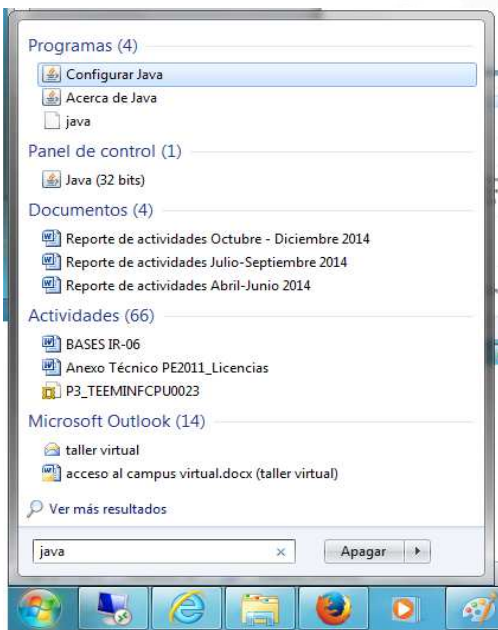 Programas (4)
Configurar Java
Acerca de Java
java
Panel de control (1)
Java (32 bits)
Documentos (4)
Reporte de actividades Octubre - Diciembre 2014
Reporte de actividades Julio-Septiembre 2014
Reporte de actividades Abril-Junio 2014
Actividades (66)
BASES IR-06
Anexo Técnico PE2011_Licencias
P3_TEEMINFCPU0023
Microsoft Outlook (14)
taller virtual
acceso al campus virtual.docx (taller virtual)
Ver más resultados
java
Apagar